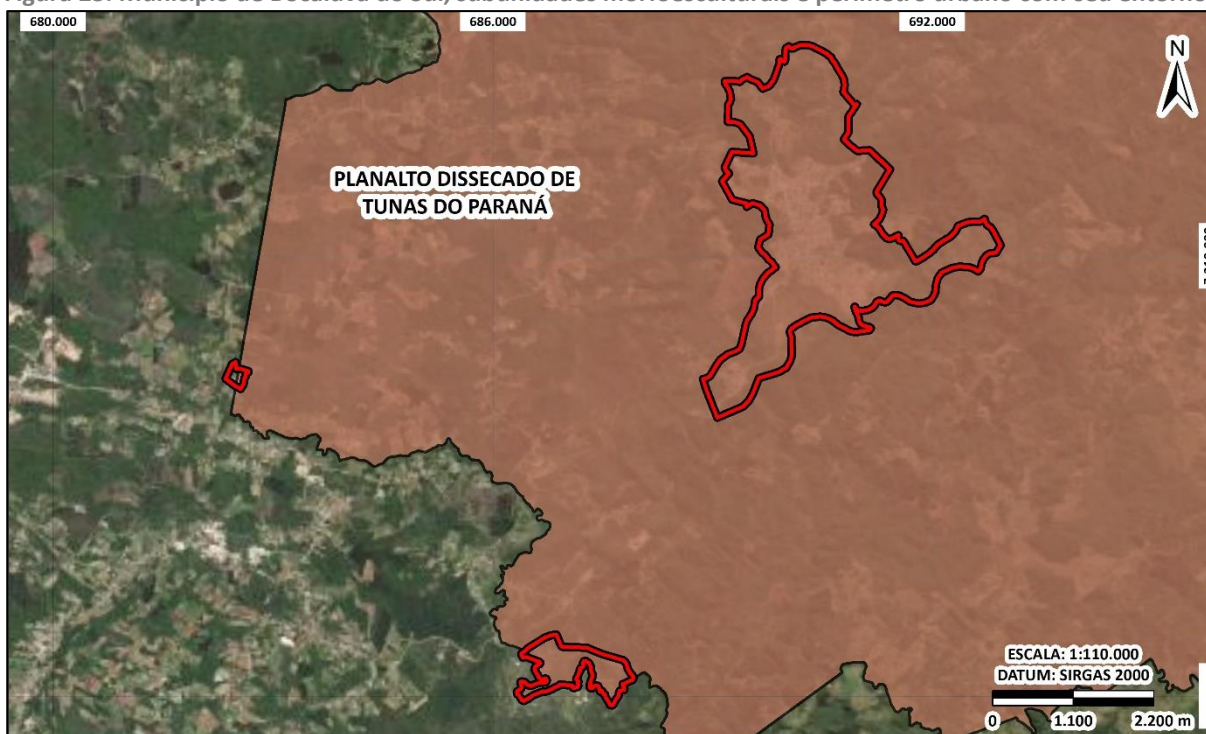 680.000
686.000
692.000
N
PLANALTO DISSECADO DE
TUNAS DO PARANÁ
ESCALA: 1:110.000
DATUM: SIRGAS 2000
0 1.100 2.200 m